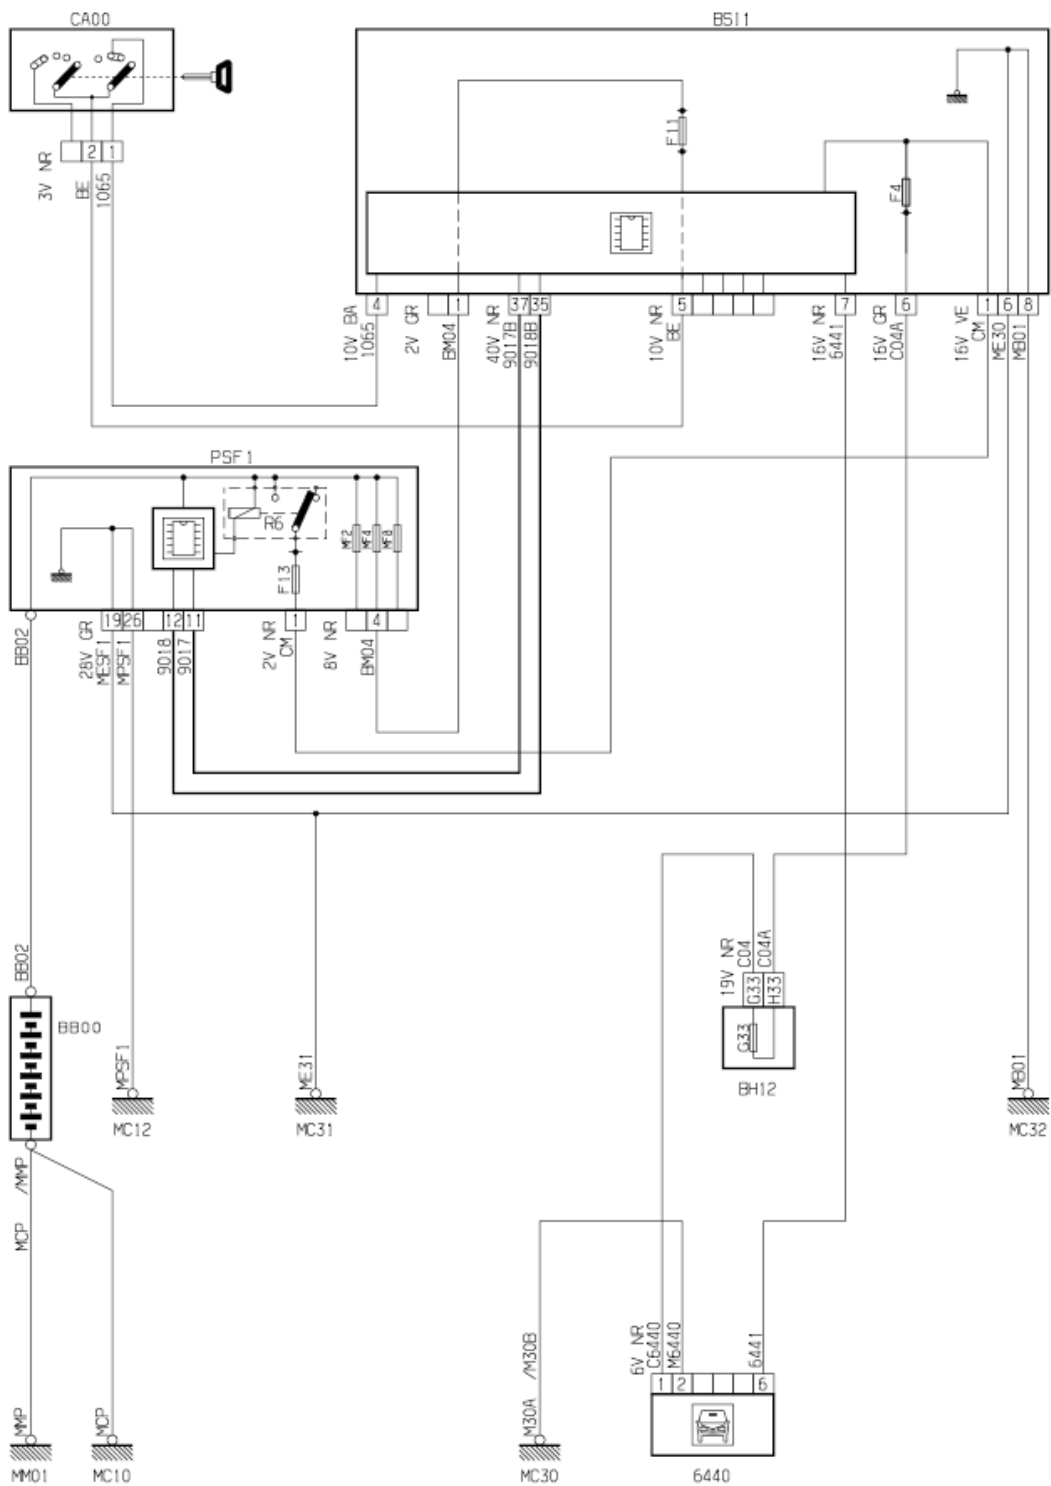 CA00
BSI1
F11
F4
2 1
3V NR
BE
1065
4 1 37 35 5 7 6 1 6 8
10V BA
1065
2V GR
BM04
40V NR
9017B
9018B
10V NR
BE
16V NR
6441
16V GR
C04A
16V VE
CM
ME30
MB01
PSF1
R6
F13
MF2
MF4
MF8
19 26 12 11 1 4
BB02
28V GR
MESF1
MPSF1
9018
9017
2V NR
CM
8V NR
BM04
BB02
BB00
19V NR
C04
C04A
G33 H33
G33
BH12
MPSF1
MC12
ME31
MC31
MB01
MC32
/MMP
MCP
MMP
MCP
MM01
MC10
M30A /M30B
MC30
6V NR
C6440
M6440
6441
1 2 6
6440